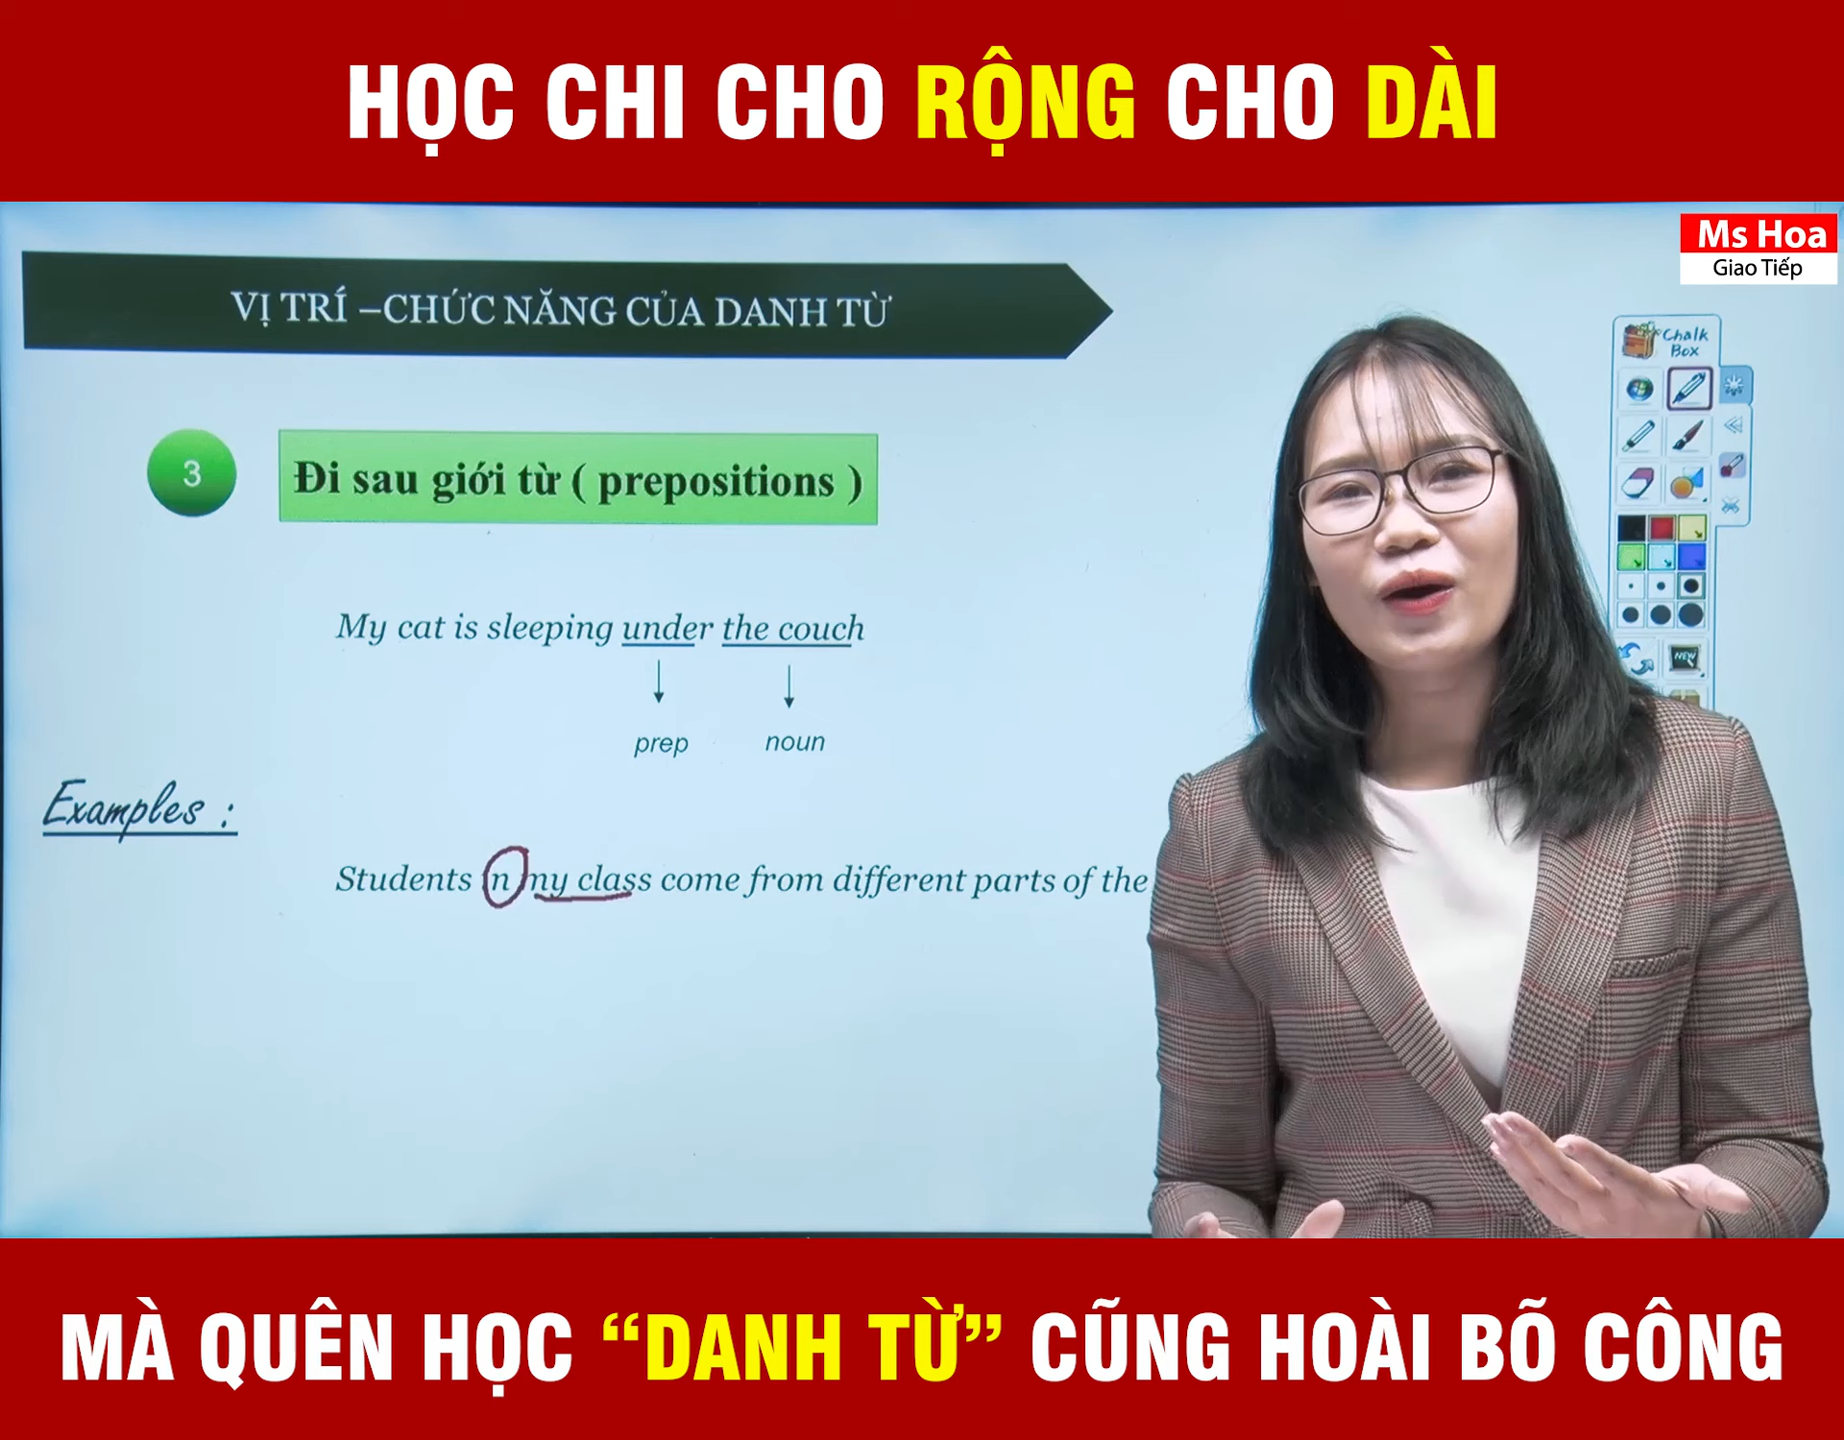 HỌC CHI CHO RỘNG CHO DÀI
Ms Hoa
Giao Tiếp
VỊ TRÍ –CHỨC NĂNG CỦA DANH TỪ
Chalk
Box
3
Đi sau giới từ ( prepositions )
My cat is sleeping under the couch
prep
noun
NEW
Examples :
Students in my class come from different parts of the
MÀ QUÊN HỌC “DANH TỪ” CŨNG HOÀI BÕ CÔNG